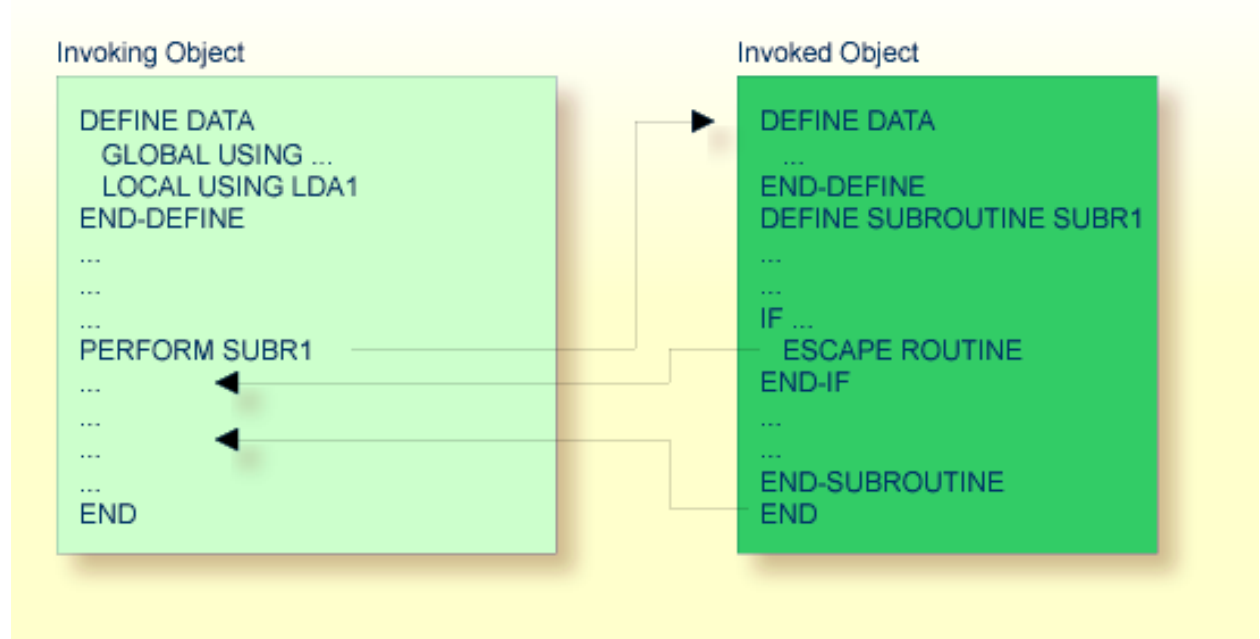 Invoking Object
DEFINE DATA
GLOBAL USING ...
LOCAL USING LDA1
END-DEFINE
...
...
...
PERFORM SUBR1
...
...
...
...
END
Invoked Object
DEFINE DATA
...
END-DEFINE
DEFINE SUBROUTINE SUBR1
...
...
IF ...
ESCAPE ROUTINE
END-IF
...
...
END-SUBROUTINE
END